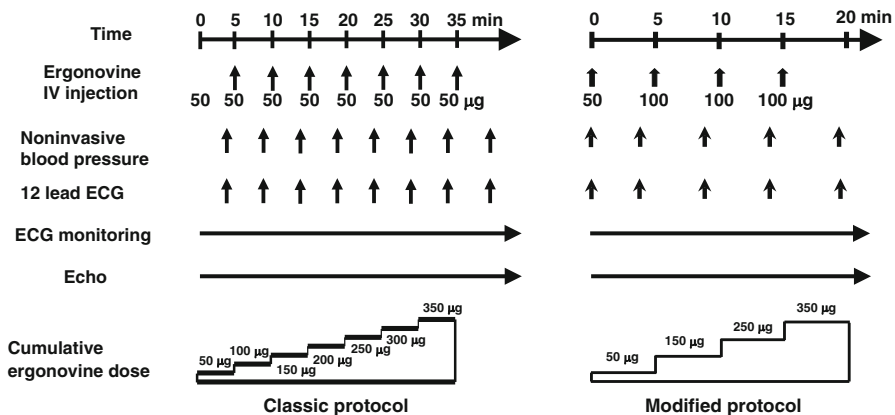 Time
0 5 10 15 20 25 30 35 min
0 5 10 15 20 min
Ergonovine
IV injection
50 50 50 50 50 50 50 50 µg
50 100 100 100 µg
Noninvasive
blood pressure
12 lead ECG
ECG monitoring
Echo
Cumulative
ergonovine dose
50 µg
100 µg
150 µg
200 µg
250 µg
300 µg
350 µg
50 µg
150 µg
250 µg
350 µg
Classic protocol
Modified protocol